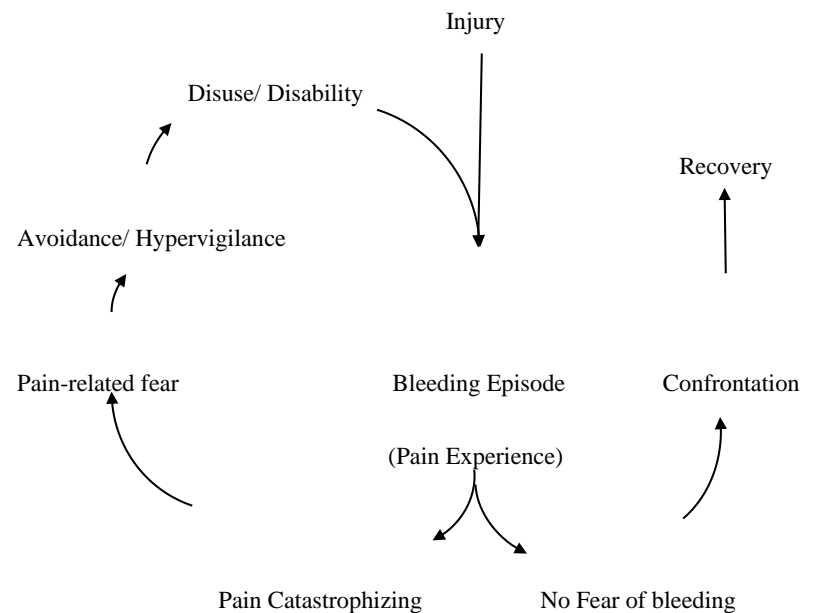 Injury
Disuse/ Disability
Recovery
Avoidance/ Hypervigilance
Pain-related fear
Bleeding Episode
Confrontation
(Pain Experience)
Pain Catastrophizing
No Fear of bleeding